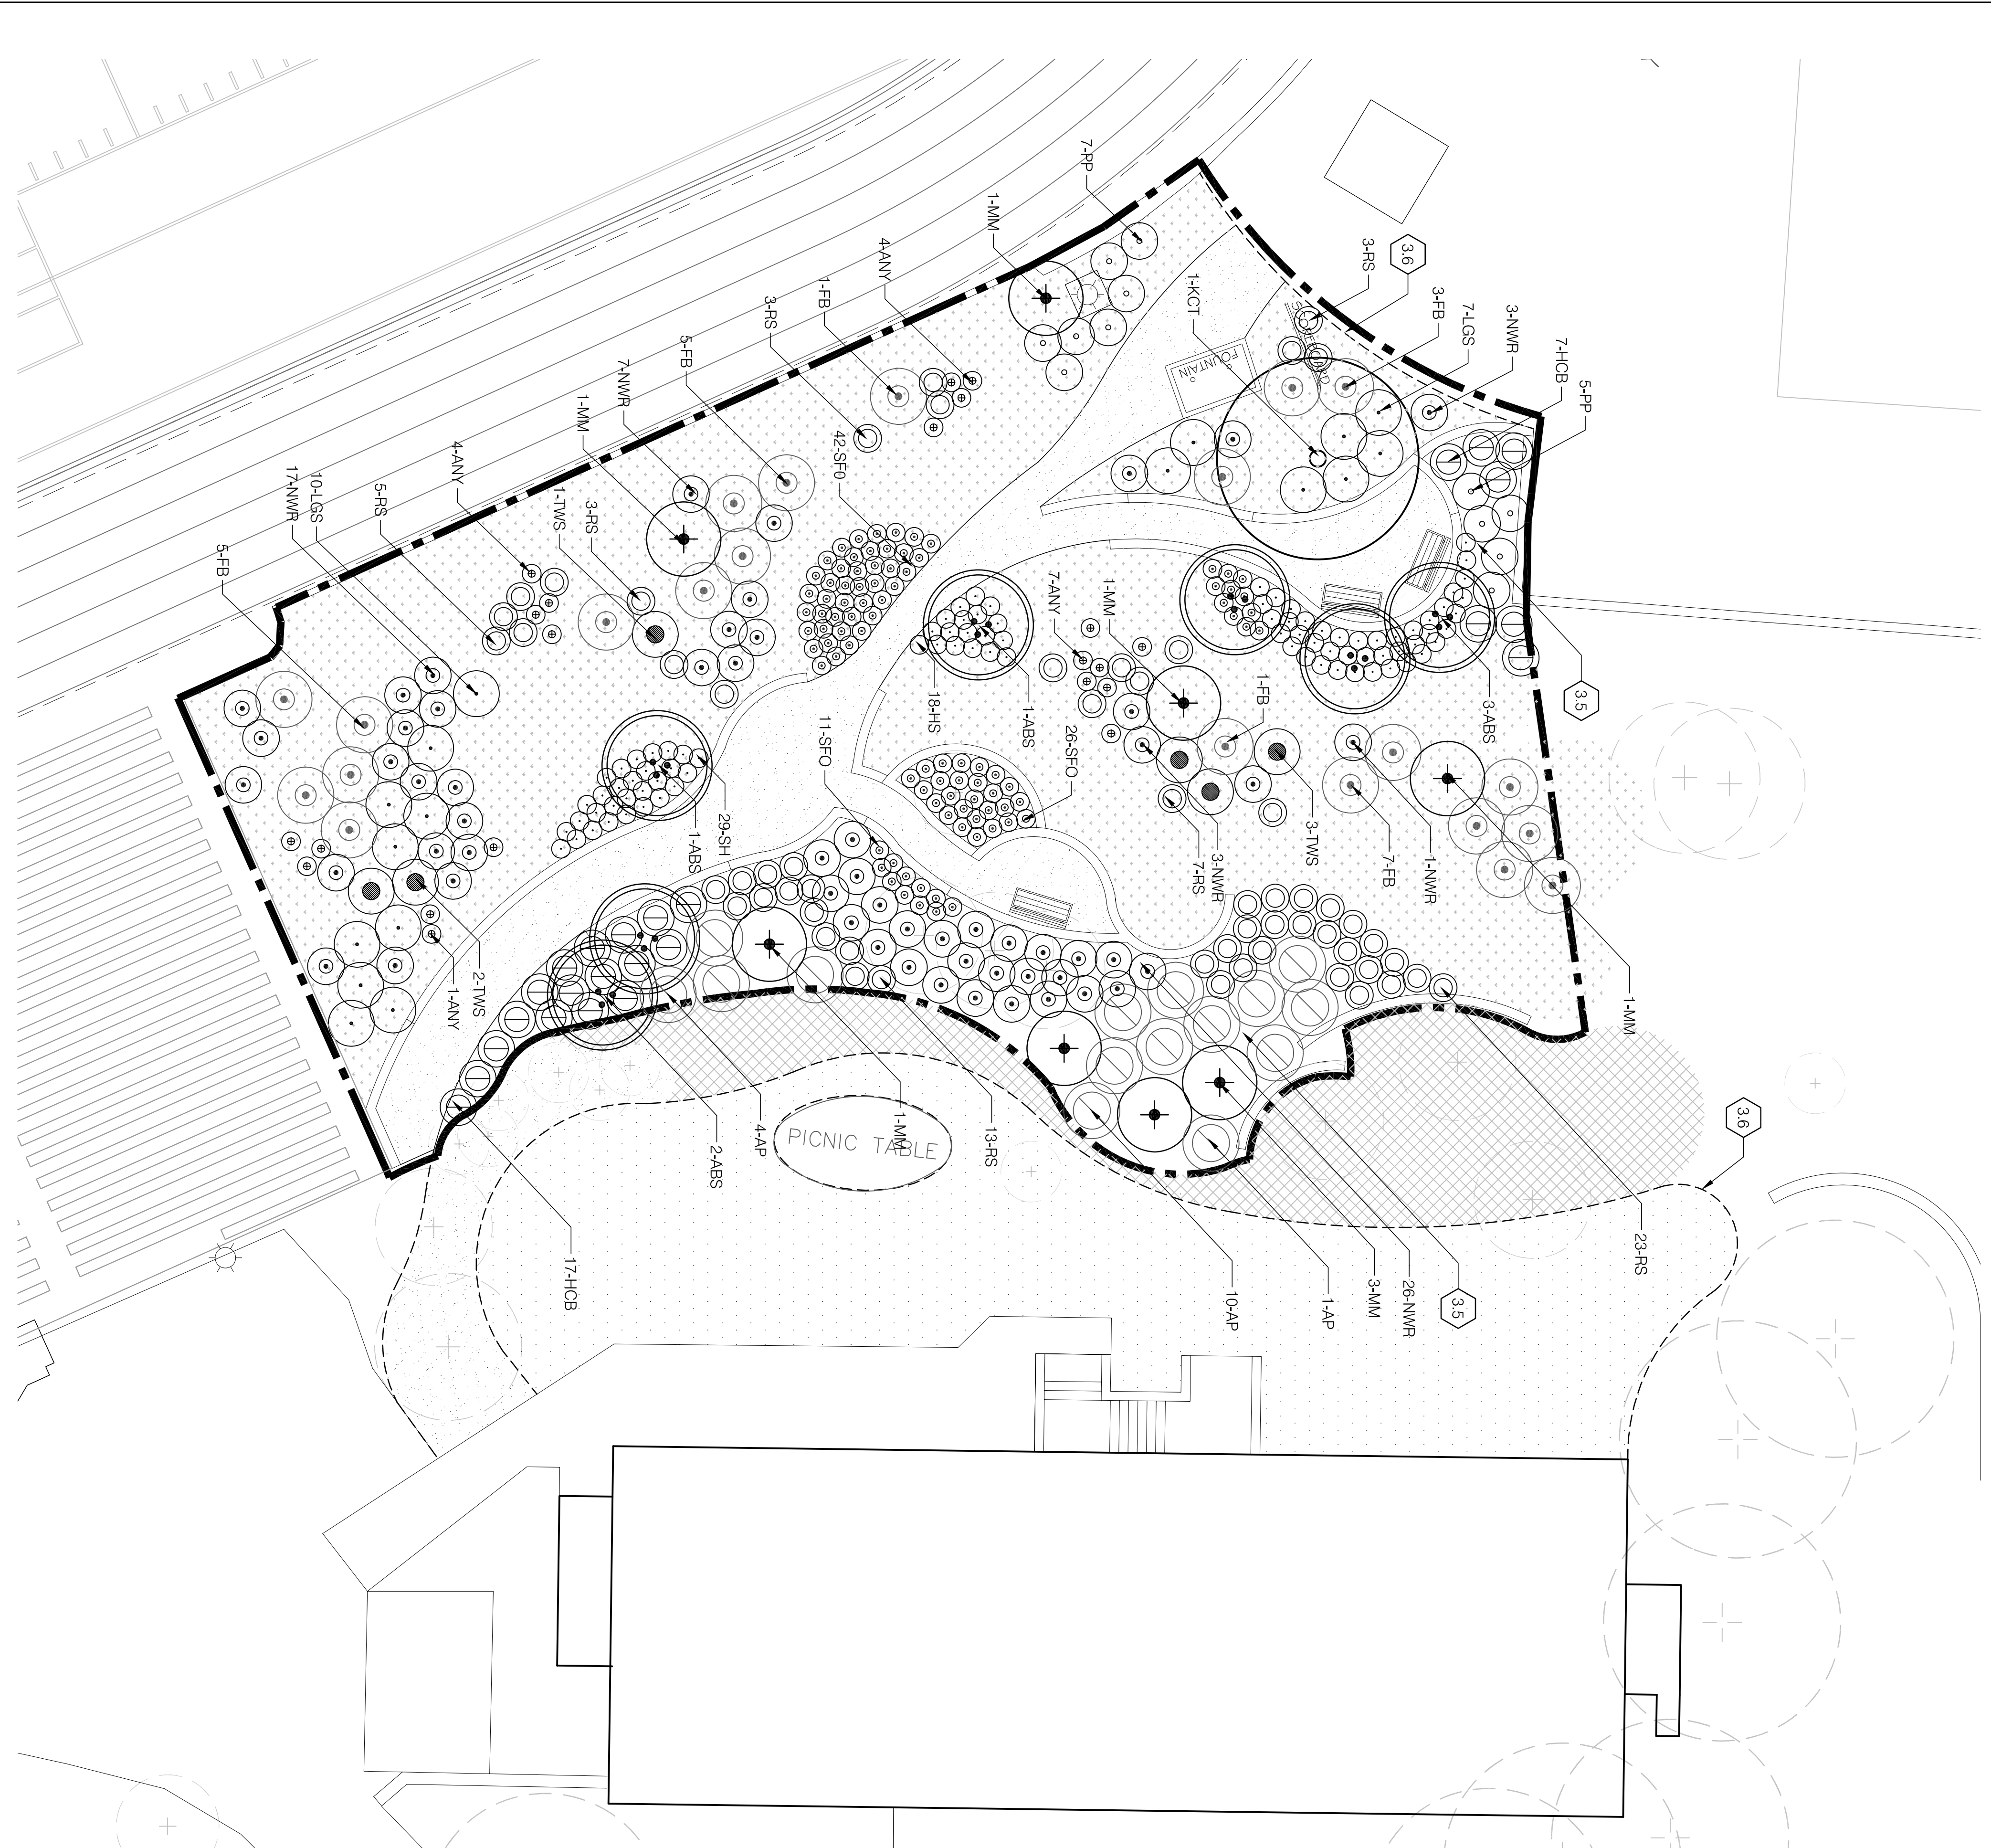 7-PP
1-MM
4-ANY
1-FB
3-RS
5-FB
7-NWR
1-MM
42-SFO
4-ANY
1-TWS
3-RS
5-RS
10-LGS
17-NWR
5-FB
3.6
3-RS
3-FB
7-LGS
3-NWR
7-HCB
5-PP
1-KCT
FOUNTAIN
7-ANY
1-MM
1-FB
3.5
3-ABS
18-HS
1-ABS
26-SFO
11-SFO
29-SH
1-ABS
3-TWS
3-NWR
7-RS
7-FB
1-NWR
1-MM
2-TWS
1-ANY
1-MM
13-RS
4-AP
2-ABS
PICNIC TABLE
17-HCB
3.6
23-RS
3.5
26-NWR
3-MM
1-AP
10-AP